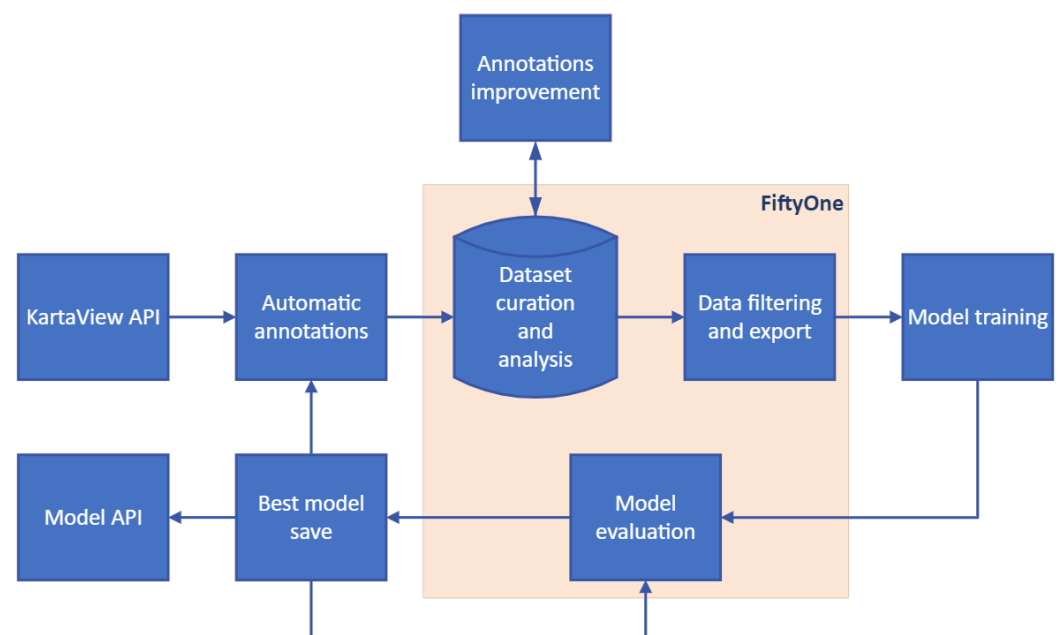 Annotations
improvement
FiftyOne
KartaView API
Automatic
annotations
Dataset
curation
and
analysis
Data filtering
and export
Model training
Model API
Best model
save
Model
evaluation